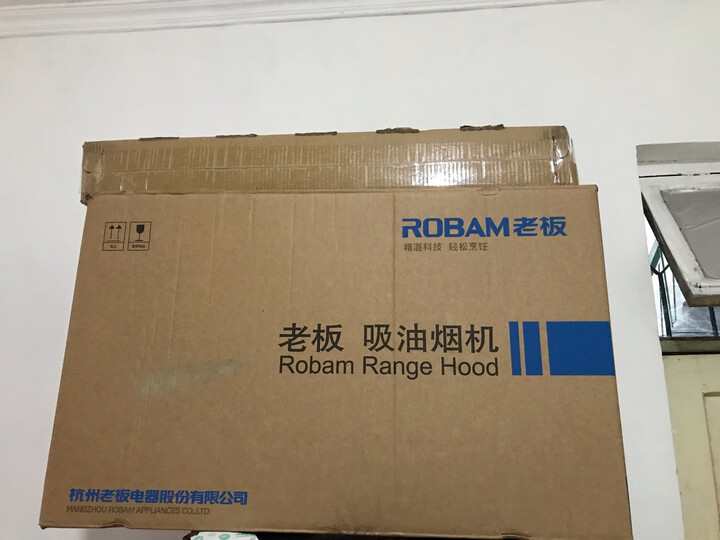 ROBAM老板
精湛科技 轻松烹饪
老板 吸油烟机
Robam Range Hood
杭州老板电器股份有限公司
HANGZHOU ROBAM APPLIANCES CO.,LTD.